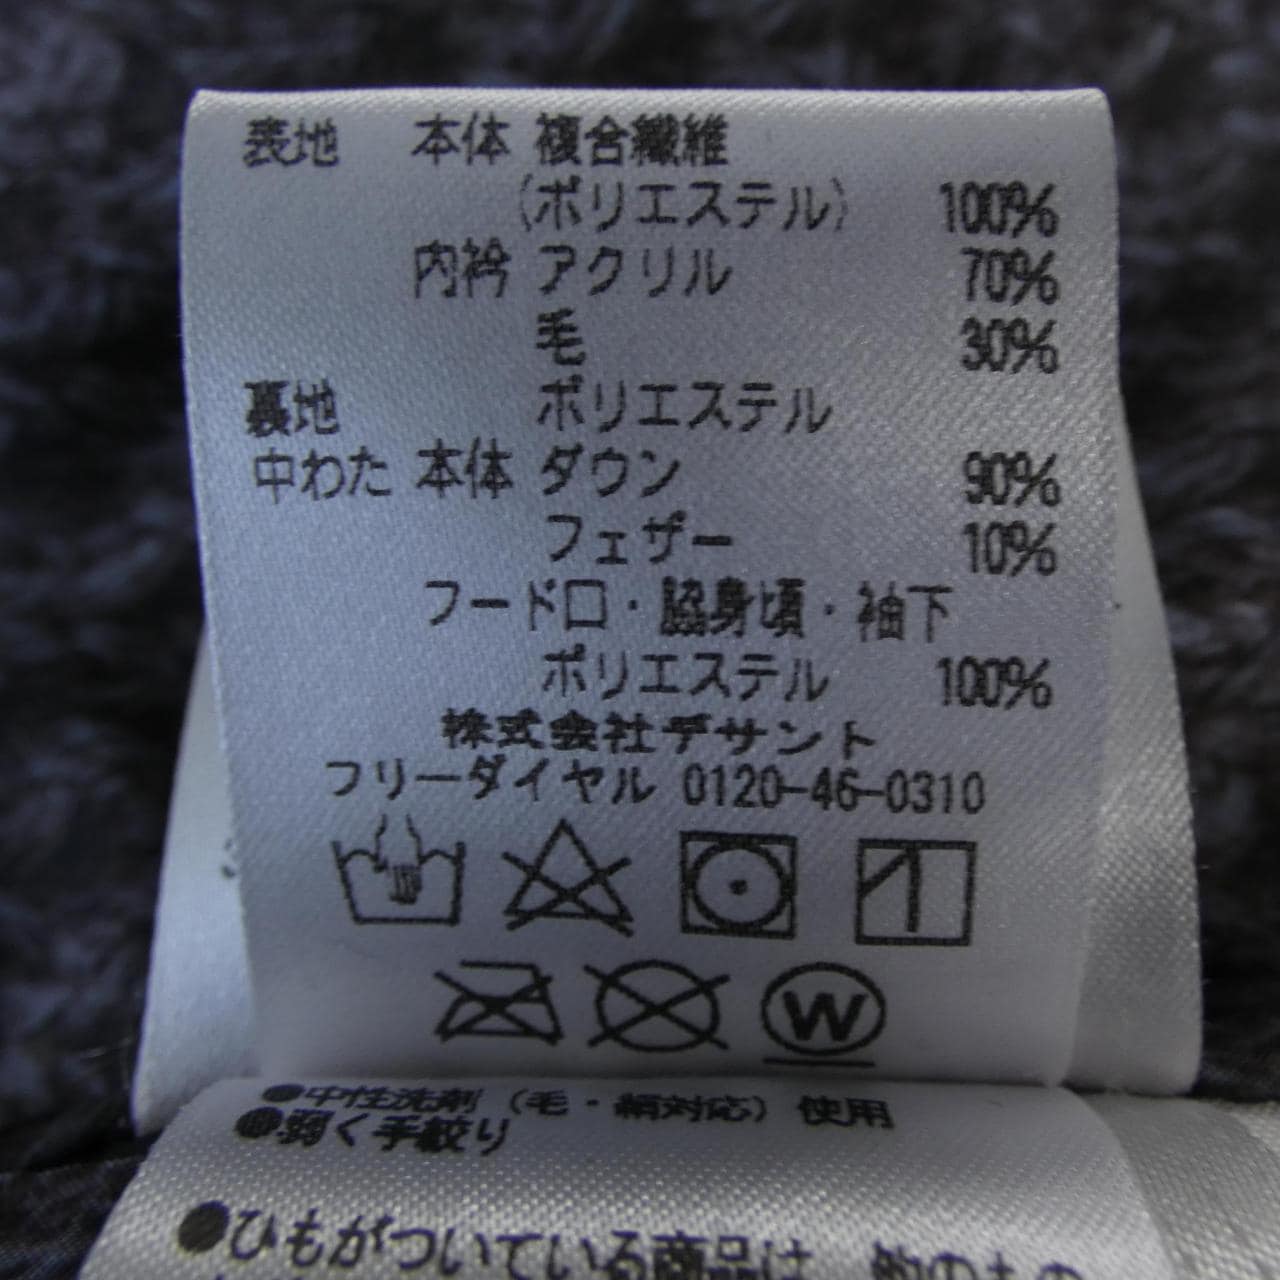 表地 本体 複合繊維
(ポリエステル) 100%
内衿 アクリル 70%
毛 30%
裏地 ポリエステル
中わた 本体 ダウン 90%
フェザー 10%
フード口・脇身頃・袖下
ポリエステル 100%
株式会社デサント
フリーダイヤル 0120-46-0310
W
●中性洗剤(毛・絹対応)使用
●弱く手絞り
●ひもがついている商品は、